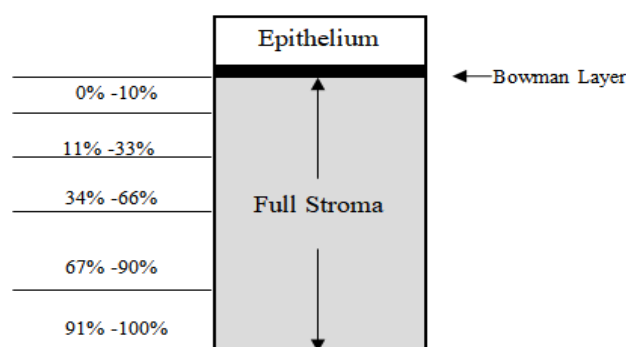 Epithelium
Bowman Layer
0% -10%
11% -33%
34% -66%
Full Stroma
67% -90%
91% -100%